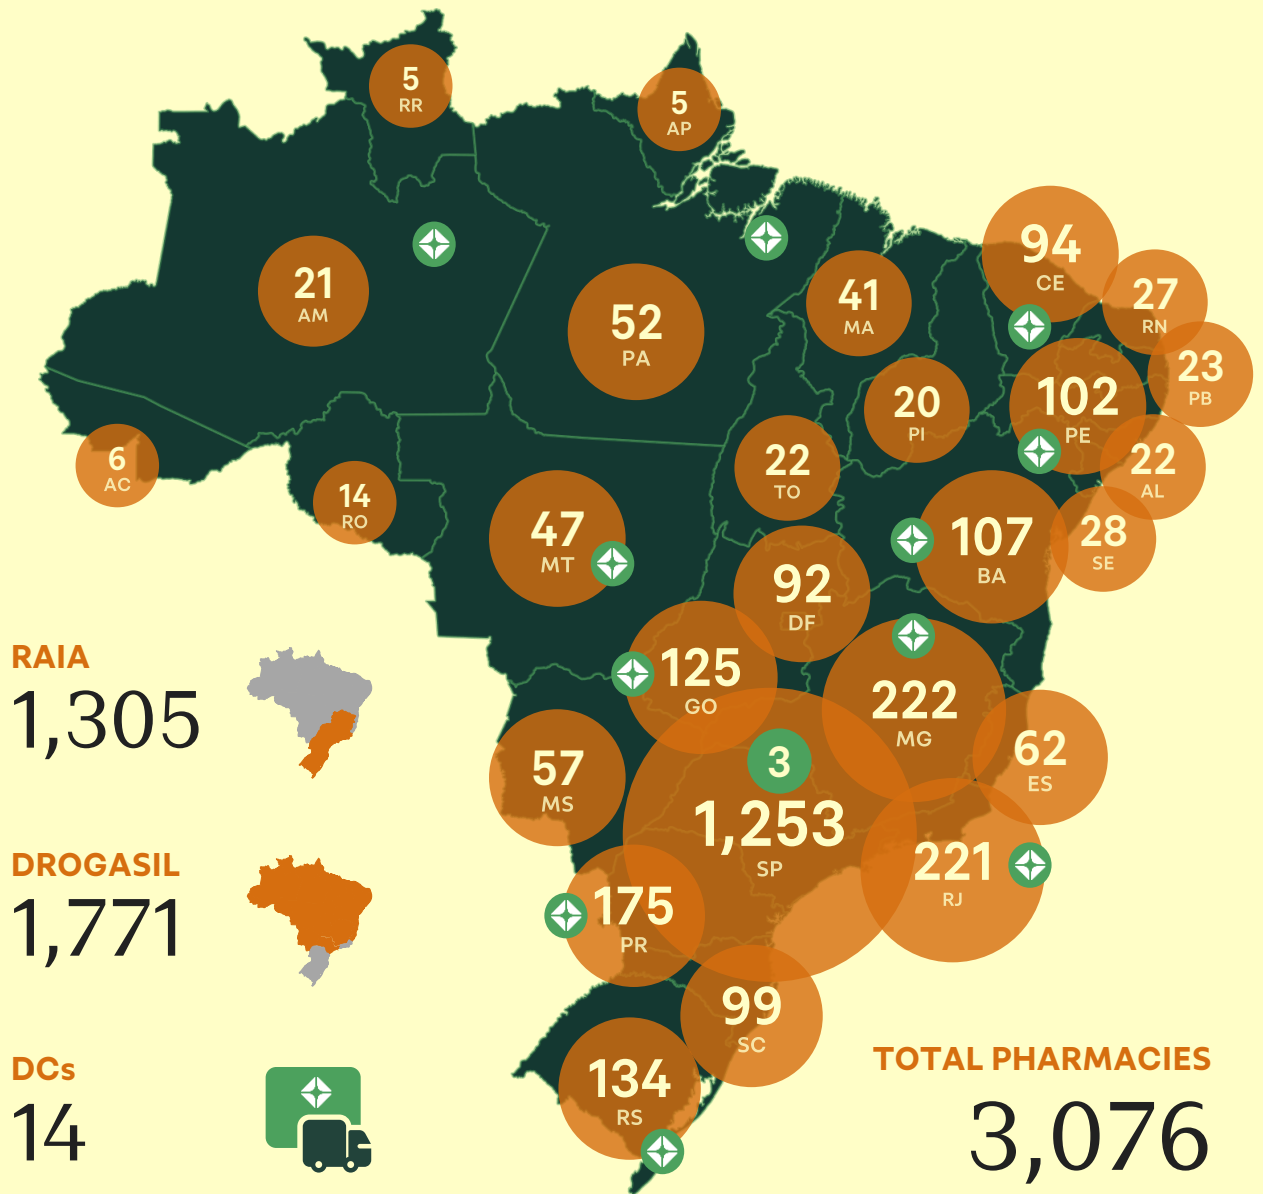 5
RR
5
AP
94
CE
21
AM
52
PA
41
MA
27
RN
23
PB
20
PI
102
PE
6
AC
14
RO
22
TO
22
AL
47
MT
107
BA
28
SE
92
DF
125
GO
222
MG
62
ES
57
MS
3
1,253
SP
221
RJ
175
PR
99
SC
134
RS
RAIA
1,305
DROGASIL
1,771
DCs
14
TOTAL PHARMACIES
3,076